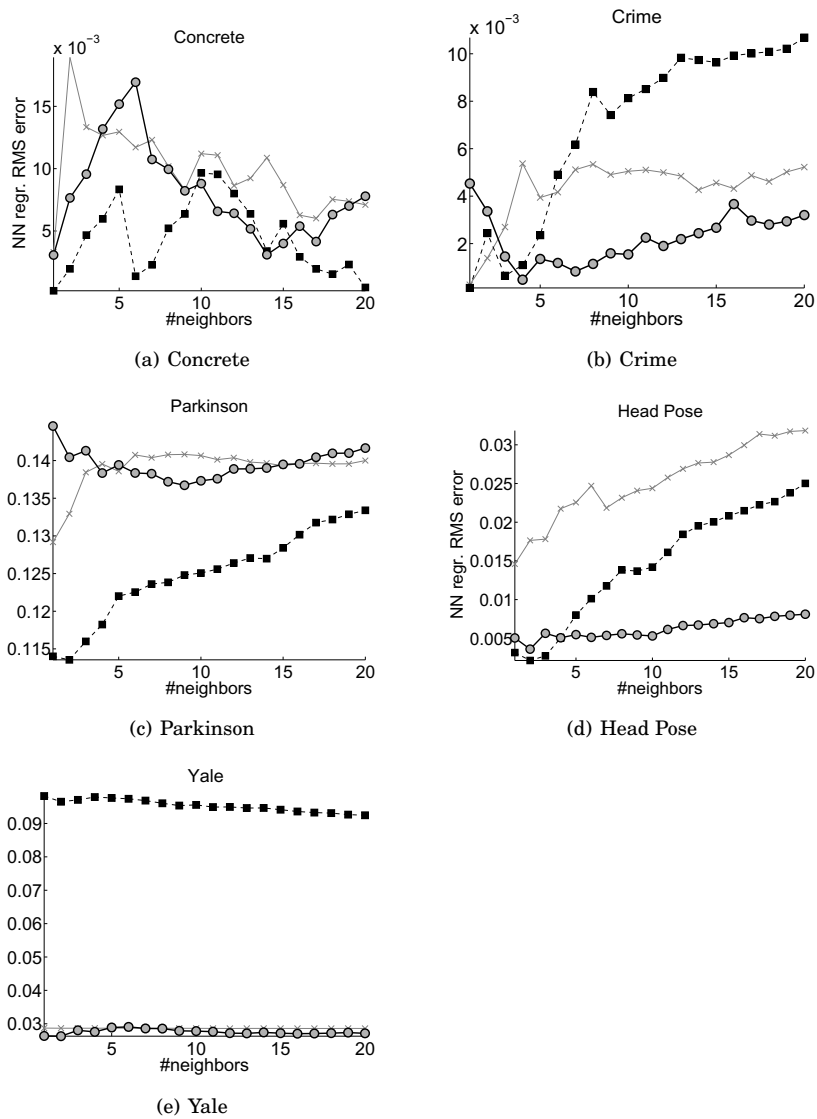 Concrete
x 10⁻³
15
10
5
NN regr. RMS error
5
10
15
20
#neighbors
(a) Concrete
Crime
x 10⁻³
10
8
6
4
2
5
10
15
20
#neighbors
(b) Crime
Parkinson
0.14
0.135
0.13
0.125
0.12
0.115
5
10
15
20
#neighbors
(c) Parkinson
Head Pose
0.03
0.025
0.02
0.015
0.01
0.005
NN regr. RMS error
5
10
15
20
#neighbors
(d) Head Pose
Yale
0.09
0.08
0.07
0.06
0.05
0.04
0.03
5
10
15
20
#neighbors
(e) Yale